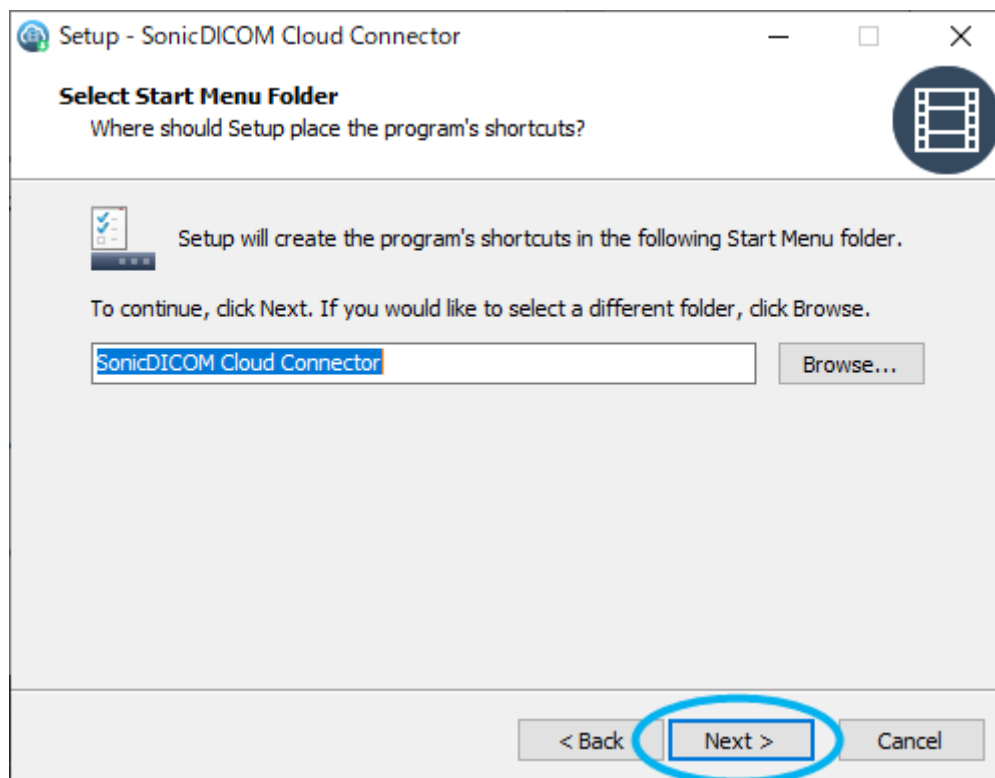 Setup - SonicDICOM Cloud Connector
Select Start Menu Folder
Where should Setup place the program's shortcuts?
Setup will create the program's shortcuts in the following Start Menu folder.
To continue, click Next. If you would like to select a different folder, click Browse.
SonicDICOM Cloud Connector
Browse...
< Back
Next >
Cancel